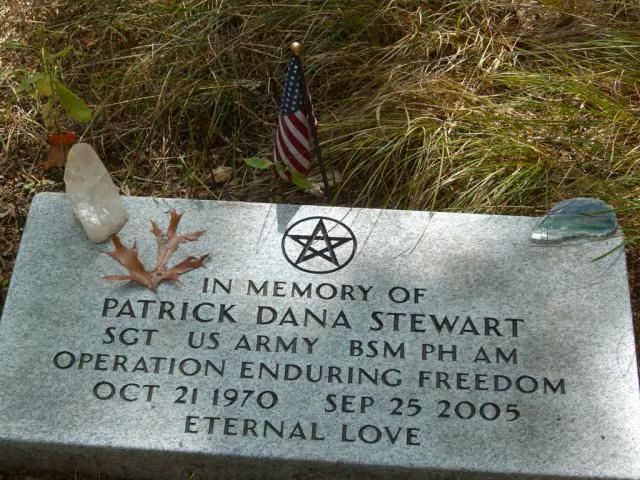 IN MEMORY OF
PATRICK DANA STEWART
SGT US ARMY BSM PH AM
OPERATION ENDURING FREEDOM
OCT 21 1970 SEP 25 2005
ETERNAL LOVE